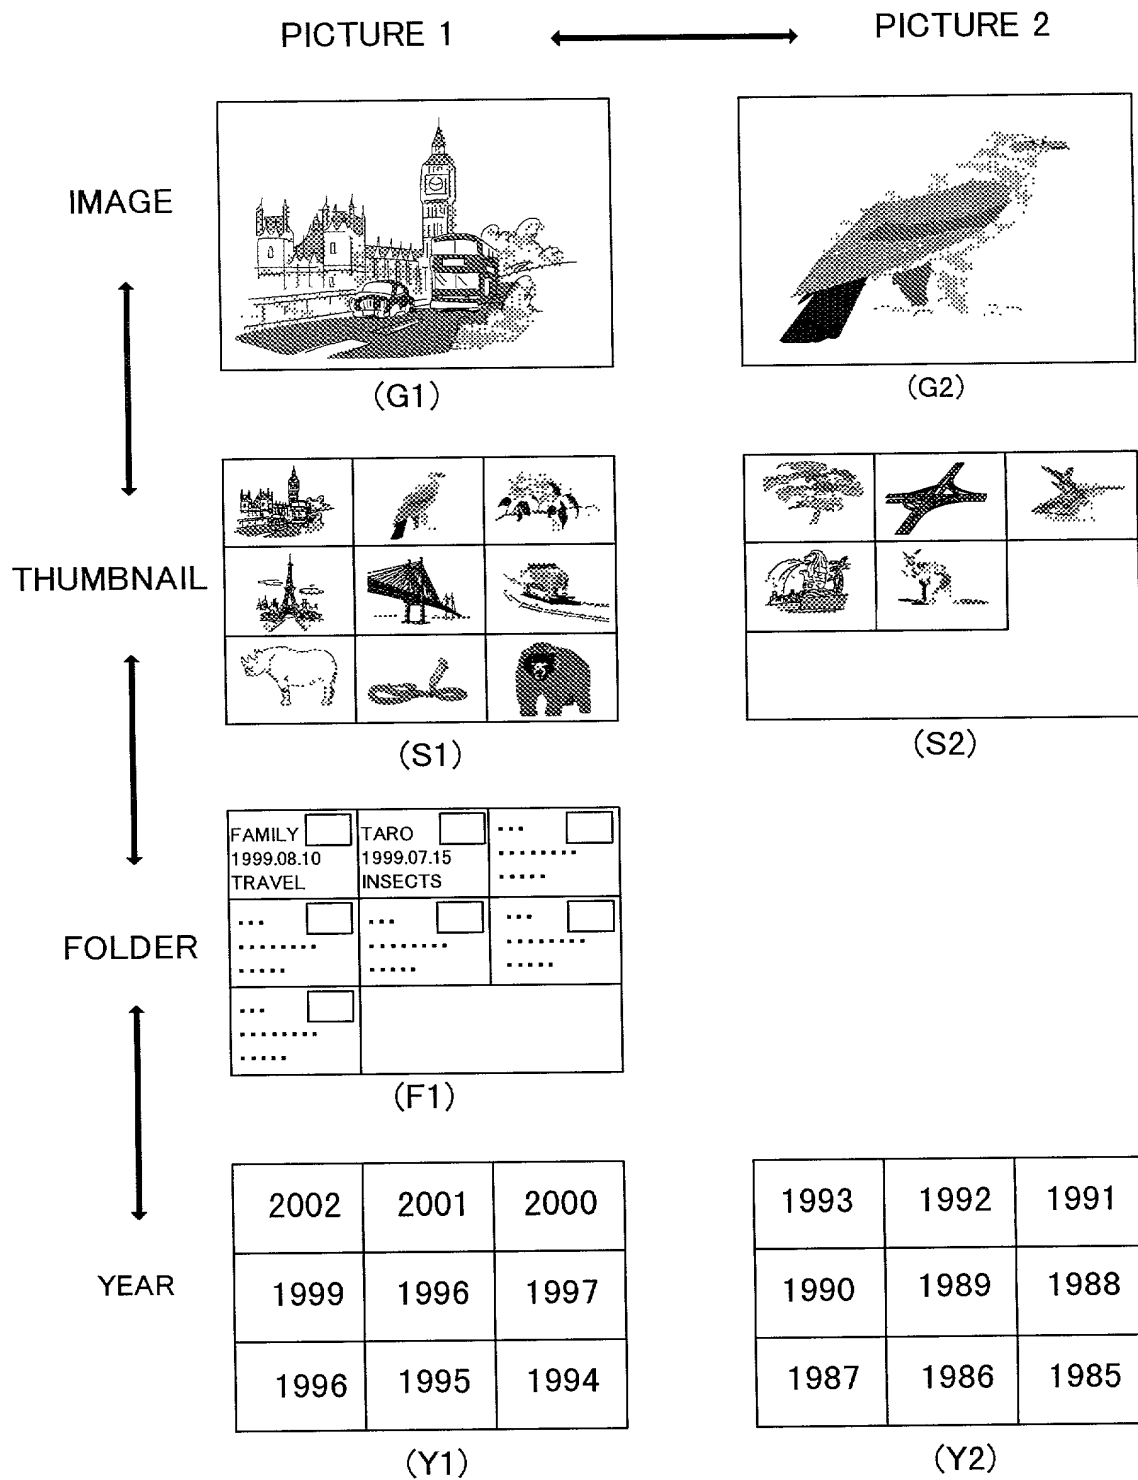 PICTURE 1
PICTURE 2
IMAGE
(G1)
(G2)
THUMBNAIL
(S1)
(S2)
FOLDER
FAMILY
1999.08.10
TRAVEL
TARO
1999.07.15
INSECTS
(F1)
YEAR
2002 2001 2000
1999 1996 1997
1996 1995 1994
(Y1)
1993 1992 1991
1990 1989 1988
1987 1986 1985
(Y2)